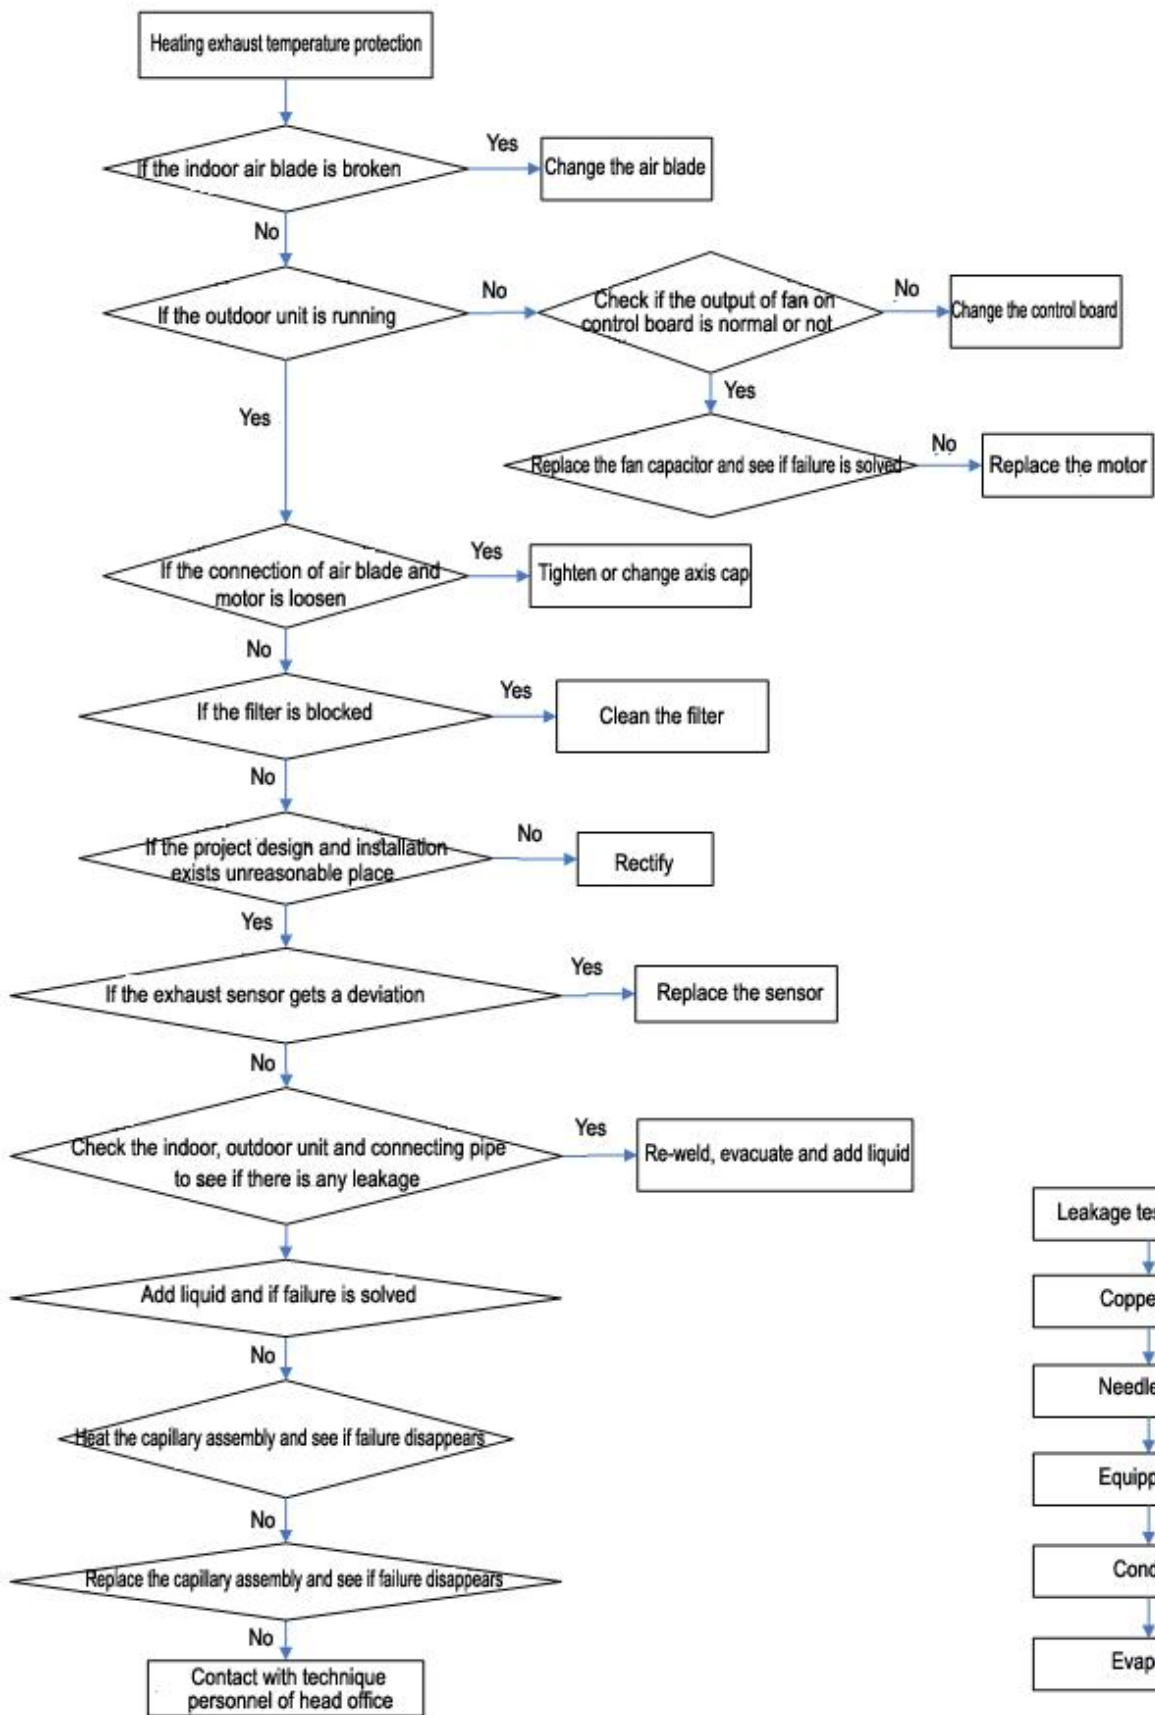 Heating exhaust temperature protection
If the indoor air blade is broken
Yes
Change the air blade
No
If the outdoor unit is running
No
Check if the output of fan on
control board is normal or not
No
Change the control board
Yes
Yes
Replace the fan capacitor and see if failure is solved
No
Replace the motor
If the connection of air blade and
motor is loosen
Yes
Tighten or change axis cap
No
If the filter is blocked
Yes
Clean the filter
No
If the project design and installation
exists unreasonable place
No
Rectify
Yes
If the exhaust sensor gets a deviation
Yes
Replace the sensor
No
Check the indoor, outdoor unit and connecting pipe
to see if there is any leakage
Yes
Re-weld, evacuate and add liquid
Add liquid and if failure is solved
No
Heat the capillary assembly and see if failure disappears
No
Replace the capillary assembly and see if failure disappears
No
Contact with technique
personnel of head office
Leakage tes
Coppe
Needle
Equipp
Cond
Evap